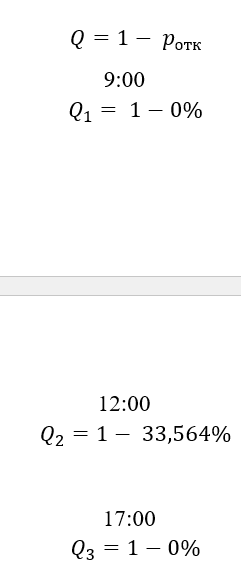 Q = 1 − pотк
9:00
Q₁ = 1 − 0%
12:00
Q₂ = 1 − 33,564%
17:00
Q₃ = 1 − 0%